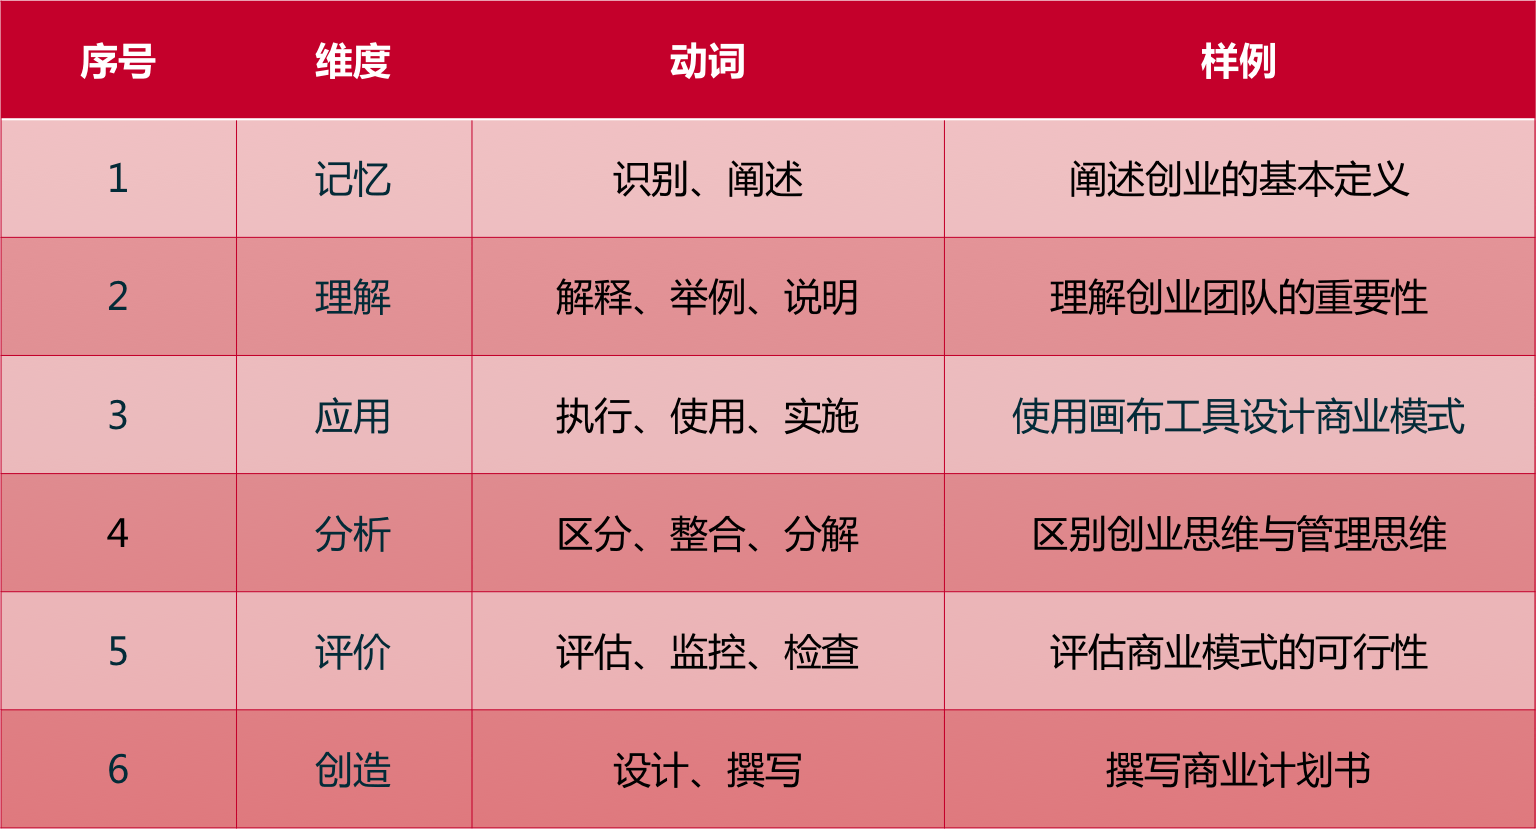 序号 维度 动词 样例
1 记忆 识别、阐述 阐述创业的基本定义
2 理解 解释、举例、说明 理解创业团队的重要性
3 应用 执行、使用、实施 使用画布工具设计商业模式
4 分析 区分、整合、分解 区别创业思维与管理思维
5 评价 评估、监控、检查 评估商业模式的可行性
6 创造 设计、撰写 撰写商业计划书